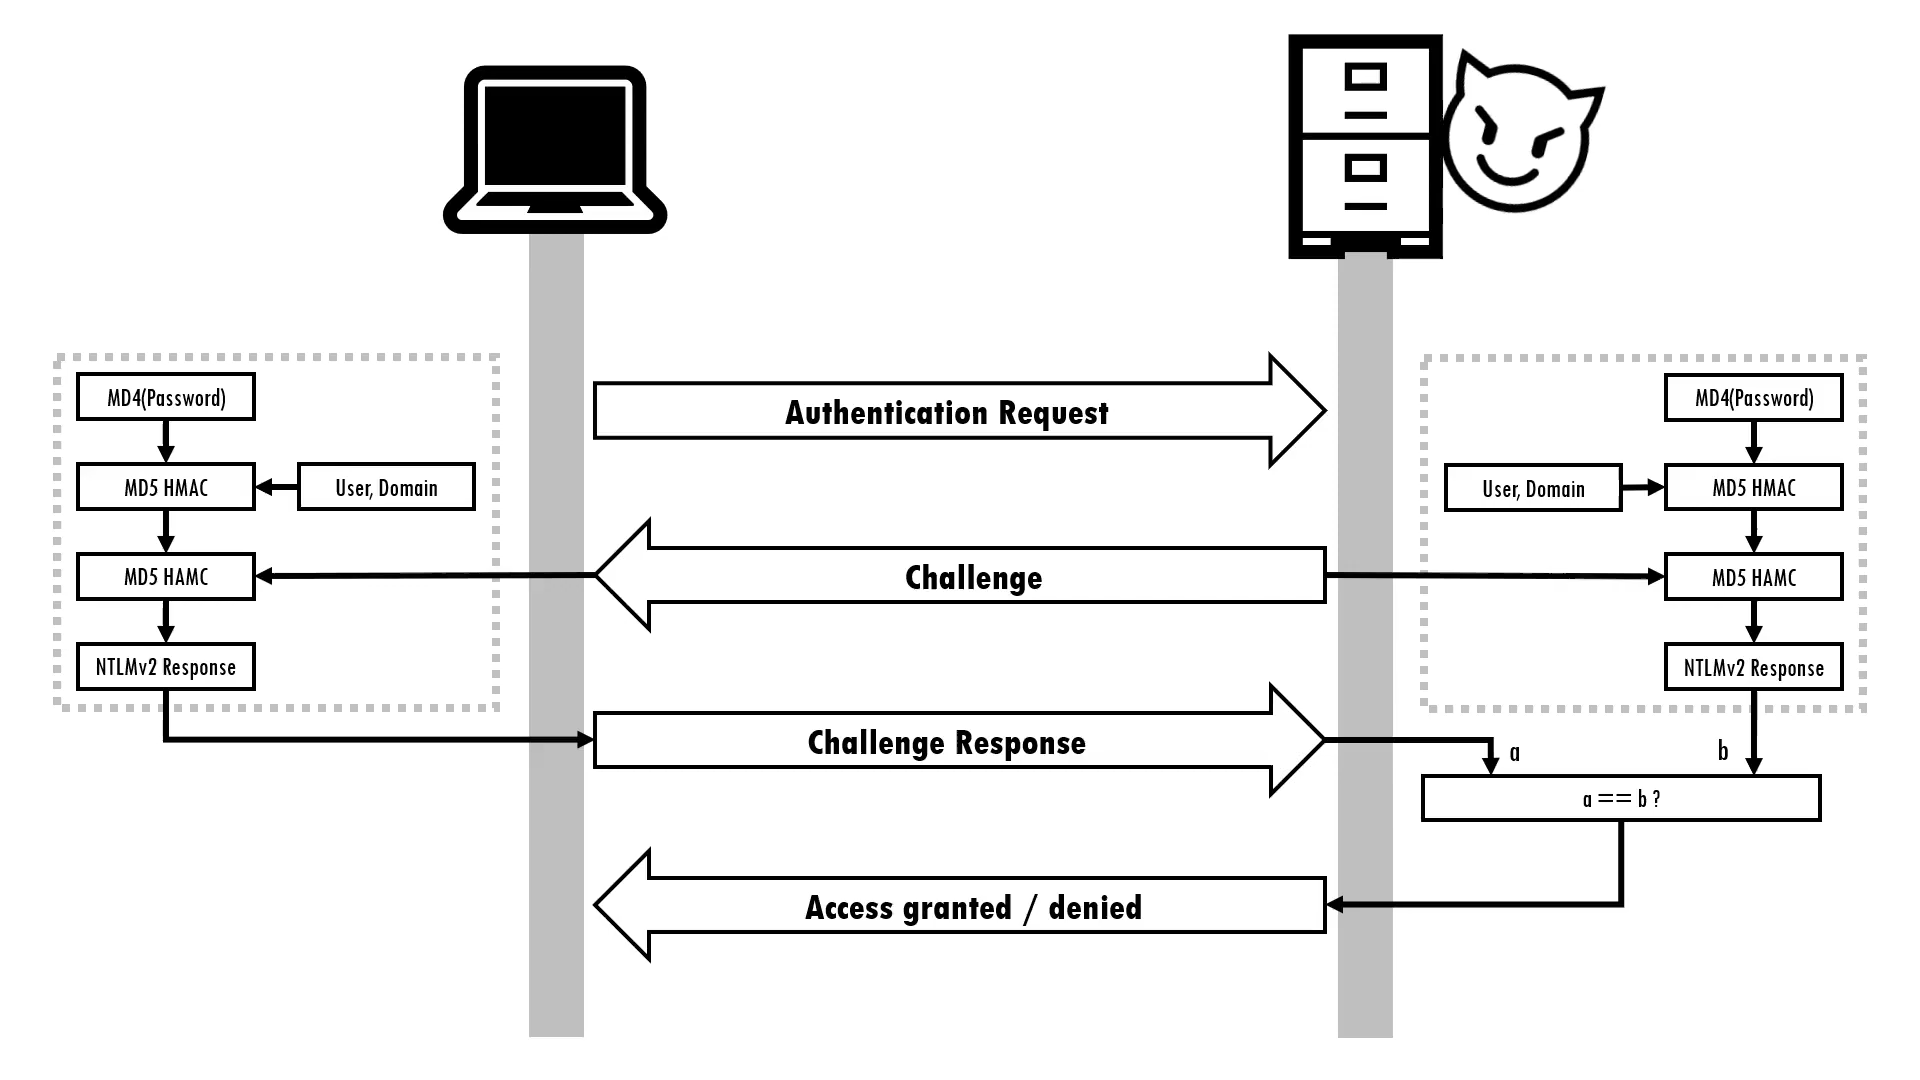 MD4(Password)
MD5 HMAC
User, Domain
MD5 HAMC
NTLMv2 Response
Authentication Request
Challenge
Challenge Response
Access granted / denied
MD4(Password)
User, Domain
MD5 HMAC
MD5 HAMC
NTLMv2 Response
a
b
a == b ?